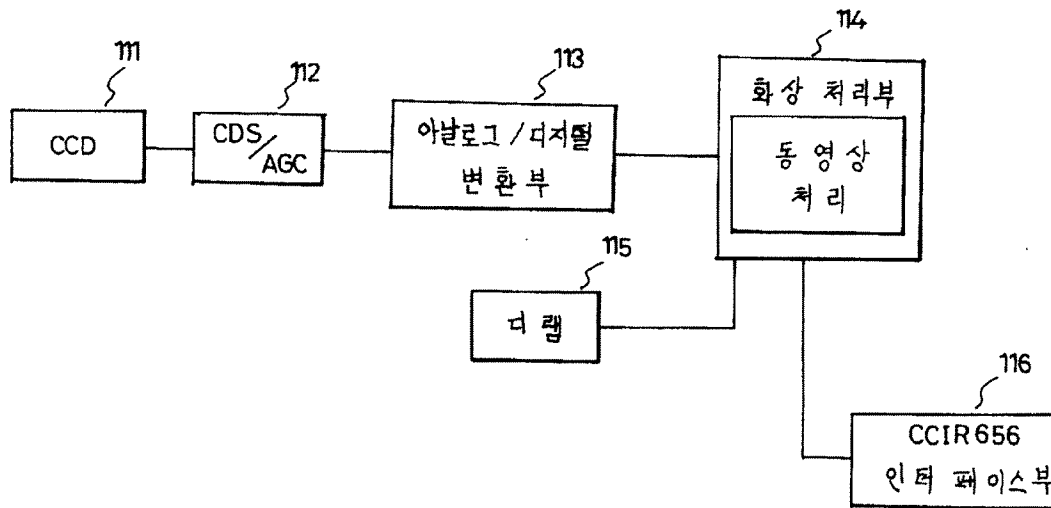 111
CCD
112
CDS/
AGC
113
아날로그/디지털
변환부
114
화상 처리부
동영상
처리
115
디램
116
CCIR656
인터페이스부